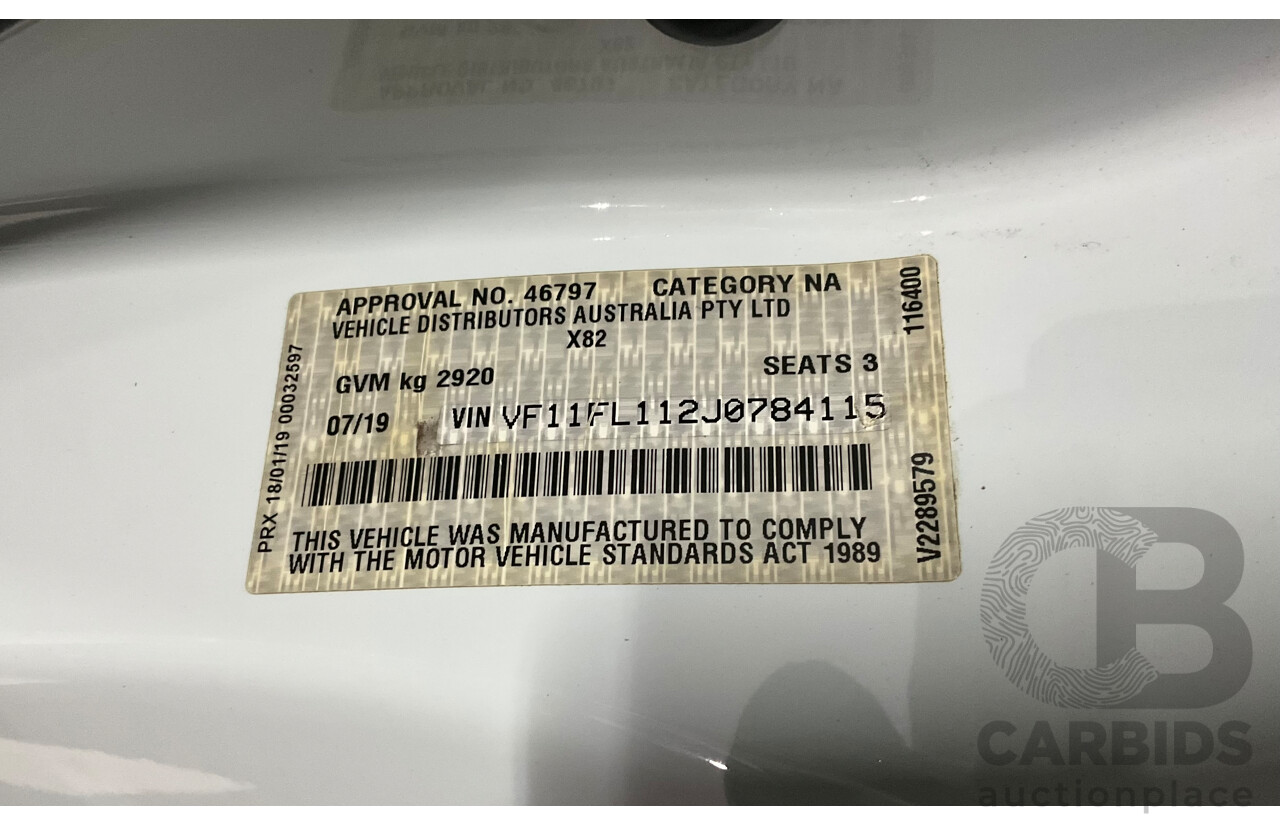 APPROVAL NO. 46797 CATEGORY NA
VEHICLE DISTRIBUTORS AUSTRALIA PTY LTD
X82
GVM kg 2920 SEATS 3
07/19 VIN VF11FL112J0784115
THIS VEHICLE WAS MANUFACTURED TO COMPLY
WITH THE MOTOR VEHICLE STANDARDS ACT 1989
PRX 18/01/19 00032597
116400
V2289579
CB
CARBIDS
auctionplace